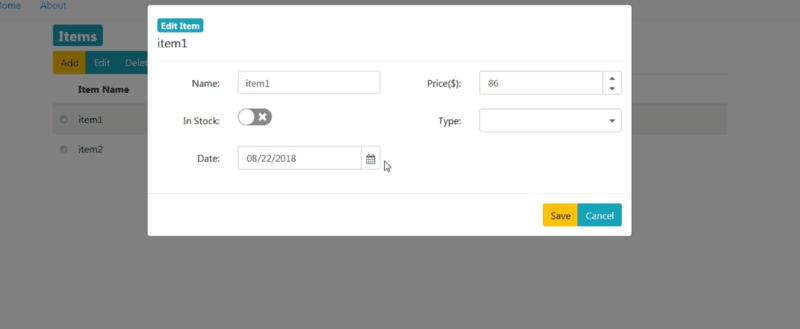 Home About
Items
Add Edit Delet
Item Name
item1
item2
Edit Item
item1
Name: item1 Price($): 86
In Stock: Type:
Date: 08/22/2018
Save Cancel